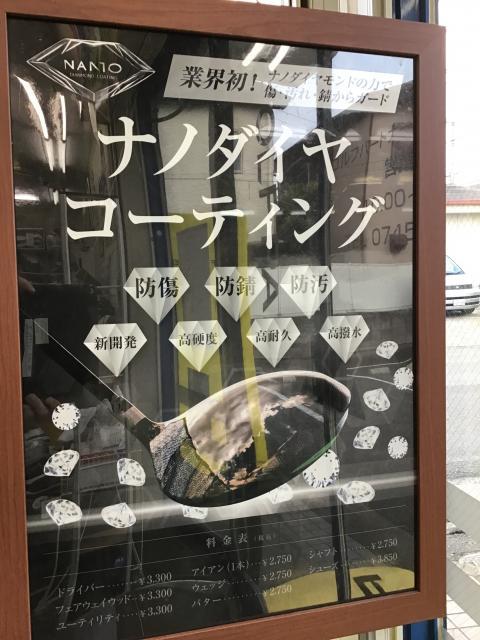 NANO
DIAMOND COATING
業界初！ナノダイヤモンドの力で
傷・汚れ・錆からガード
ナノダイヤ
コーティング
防傷 防錆 防汚
新開発 高硬度 高耐久 高撥水
料金表
ドライバー……¥3,300
フェアウェイウッド…¥3,300
ユーティリティ……¥3,300
アイアン(1本)…¥2,750
ウェッジ……¥2,750
パター……¥2,750
シャフト……¥2,750
シューズ……¥3,850